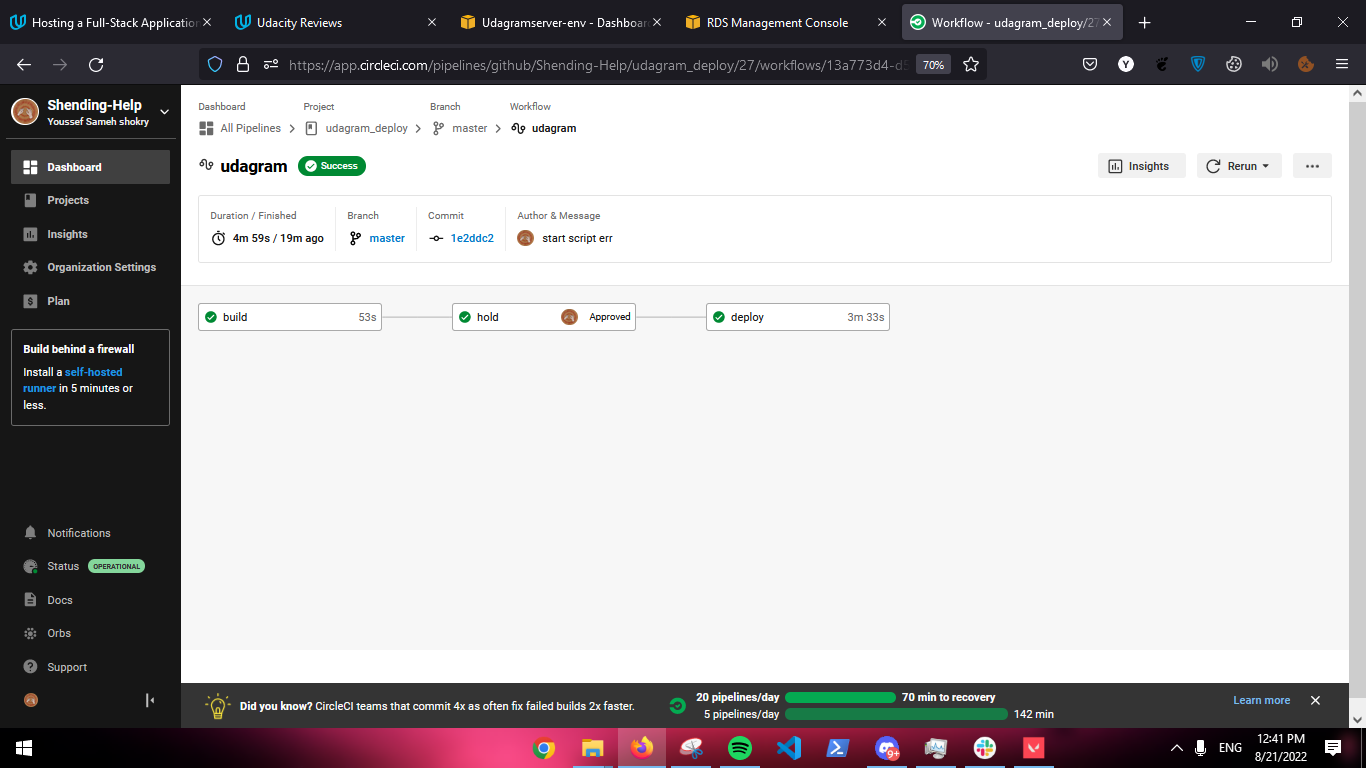 Hosting a Full-Stack Application
Udacity Reviews
Udagramserver-env - Dashboard
RDS Management Console
Workflow - udagram_deploy/27
https://app.circleci.com/pipelines/github/Shending-Help/udagram_deploy/27/workflows/13a773d4-d5
70%
Shending-Help
Youssef Sameh shokry
Dashboard
Projects
Insights
Organization Settings
Plan
Build behind a firewall
Install a self-hosted
runner in 5 minutes or
less.
Notifications
Status OPERATIONAL
Docs
Orbs
Support
Dashboard Project Branch Workflow
All Pipelines udagram_deploy master udagram
udagram Success
Insights Rerun
Duration / Finished Branch Commit Author & Message
4m 59s / 19m ago master 1e2ddc2 start script err
build 53s hold Approved deploy 3m 33s
Did you know? CircleCI teams that commit 4x as often fix failed builds 2x faster.
20 pipelines/day 70 min to recovery
5 pipelines/day 142 min
Learn more
9+
ENG
12:41 PM
8/21/2022